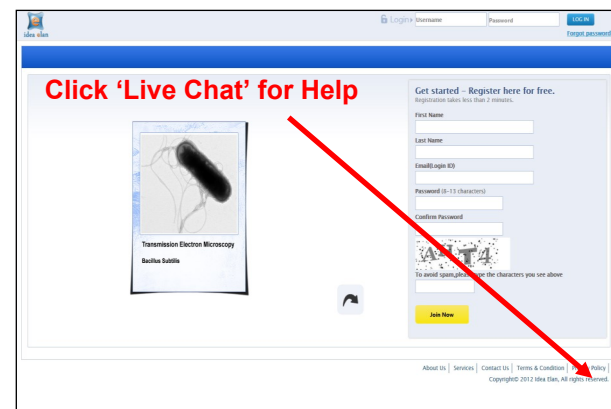 idea elan
Login
Username
Password
LOG IN
Forgot password
Click ‘Live Chat’ for Help
Get started – Register here for free.
Registration takes less than 2 minutes.
First Name
Last Name
Email(Login ID)
Password (8-13 characters)
Confirm Password
To avoid spam,please type the characters you see above
Join Now
Transmission Electron Microscopy
Bacillus Subtilis
About Us | Services | Contact Us | Terms & Condition | Policy |
Copyright© 2012 Idea Elan, All rights reserved.